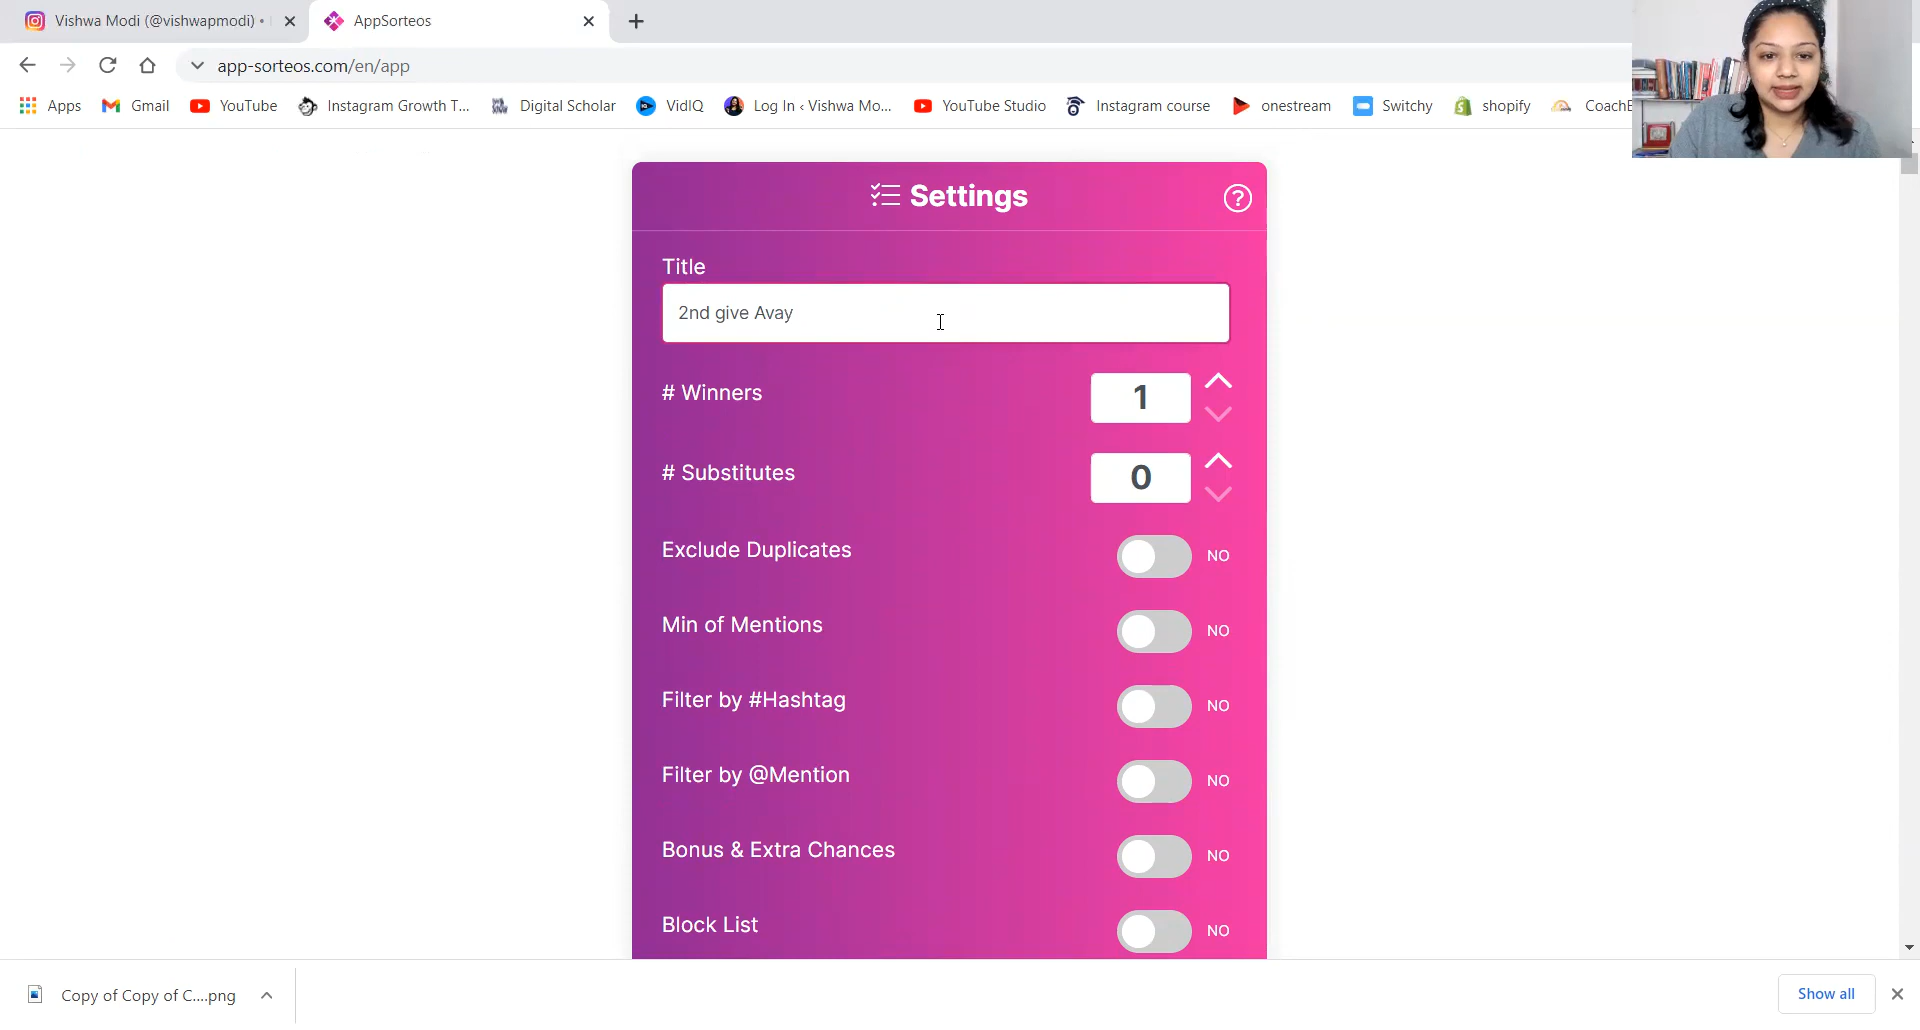 Vishwa Modi (@vishwapmodi) •
AppSorteos
app-sorteos.com/en/app
Apps
Gmail
YouTube
Instagram Growth T...
Digital Scholar
VidIQ
Log In ‹ Vishwa Mo...
YouTube Studio
Instagram course
onestream
Switchy
shopify
CoachE
Settings
Title
2nd give Avay
# Winners
1
# Substitutes
0
Exclude Duplicates
NO
Min of Mentions
NO
Filter by #Hashtag
NO
Filter by @Mention
NO
Bonus & Extra Chances
NO
Block List
NO
Copy of Copy of C....png
Show all